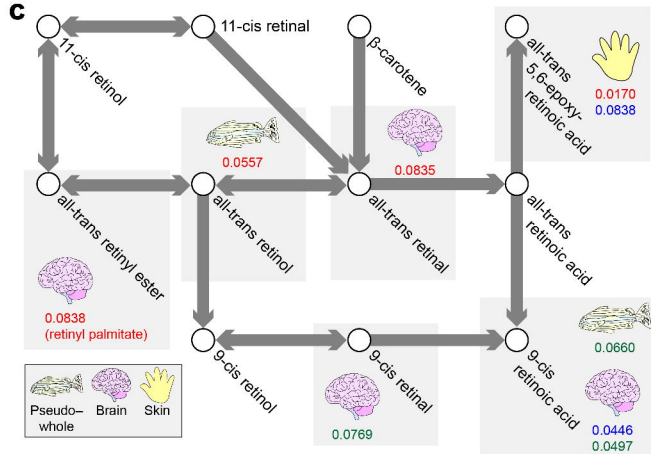 C
11-cis retinol
11-cis retinal
β-carotene
all-trans
5,6-epoxy-
retinoic acid
0.0170
0.0838
0.0557
0.0835
all-trans retinyl ester
all-trans retinol
all-trans retinal
all-trans
retinoic acid
0.0838
(retinyl palmitate)
9-cis retinol
9-cis retinal
9-cis
retinoic acid
0.0660
0.0769
0.0446
0.0497
Pseudo–
whole
Brain
Skin